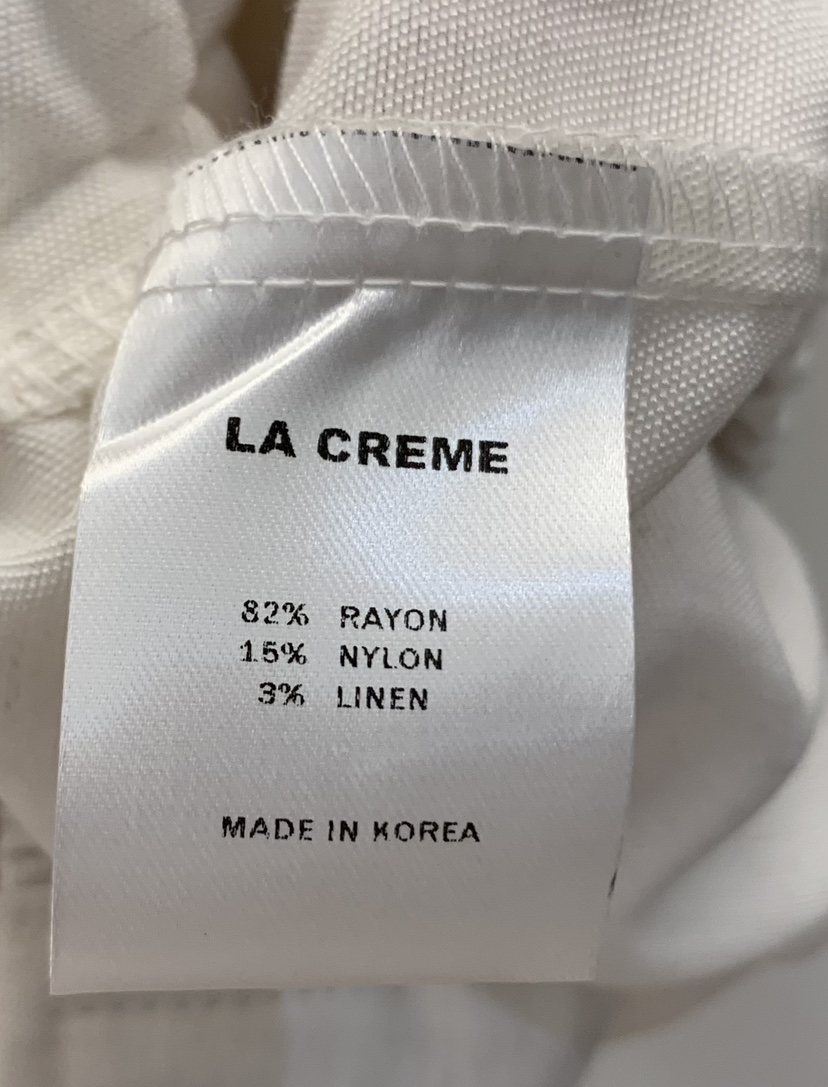 LA CREME
82% RAYON
15% NYLON
3% LINEN
MADE IN KOREA